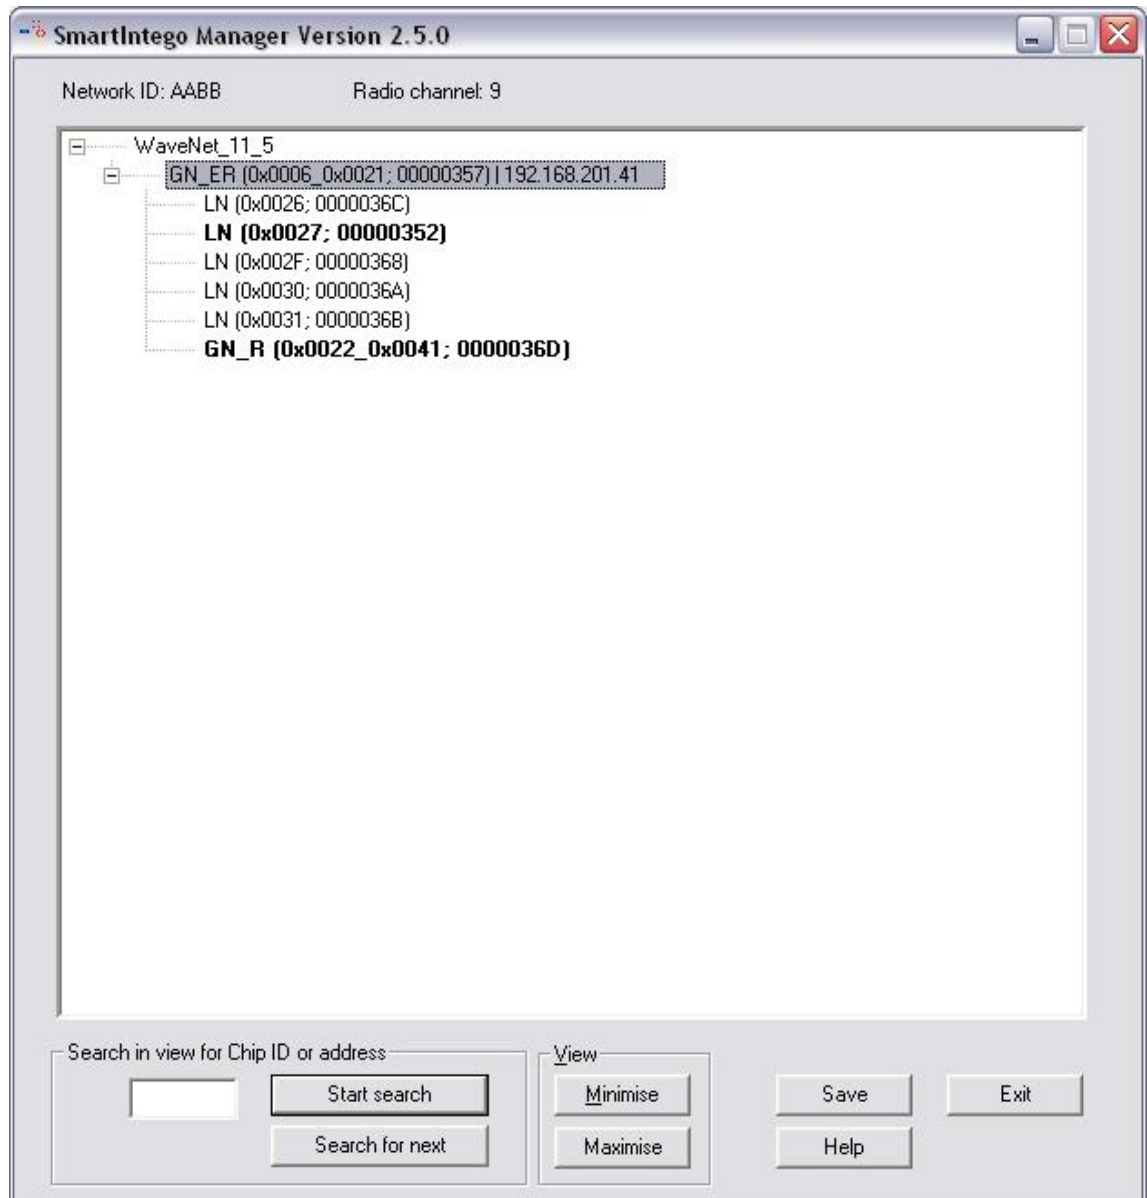 SmartIntego Manager Version 2.5.0
Network ID: AABB Radio channel: 9
WaveNet_11_5
GN_ER (0x0006_0x0021; 00000357) | 192.168.201.41
LN (0x0026; 0000036C)
LN (0x0027; 00000352)
LN (0x002F; 00000368)
LN (0x0030; 0000036A)
LN (0x0031; 0000036B)
GN_R (0x0022_0x0041; 0000036D)
Search in view for Chip ID or address
Start search
Search for next
View
Minimise
Maximise
Save
Exit
Help